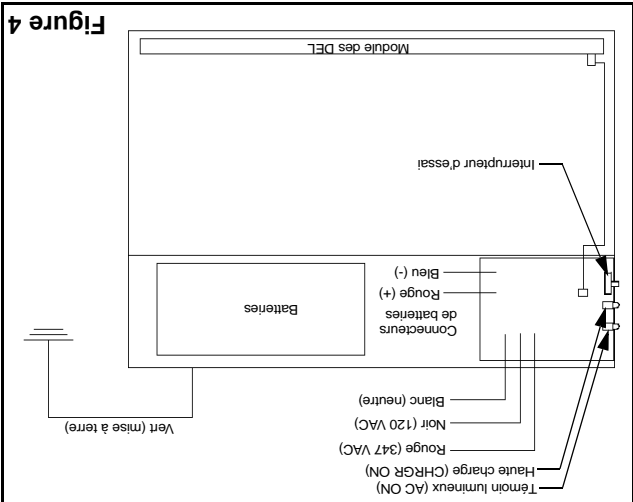 Témoin lumineux (AC ON)
Haute charge (CHRGR ON)
Rouge (347 VAC)
Noir (120 VAC)
Blanc (neutre)
Vert (mise à terre)
Connecteurs
de batteries
Rouge (+)
Bleu (-)
Batteries
Interrupteur d'essai
Module des DEL
Figure 4